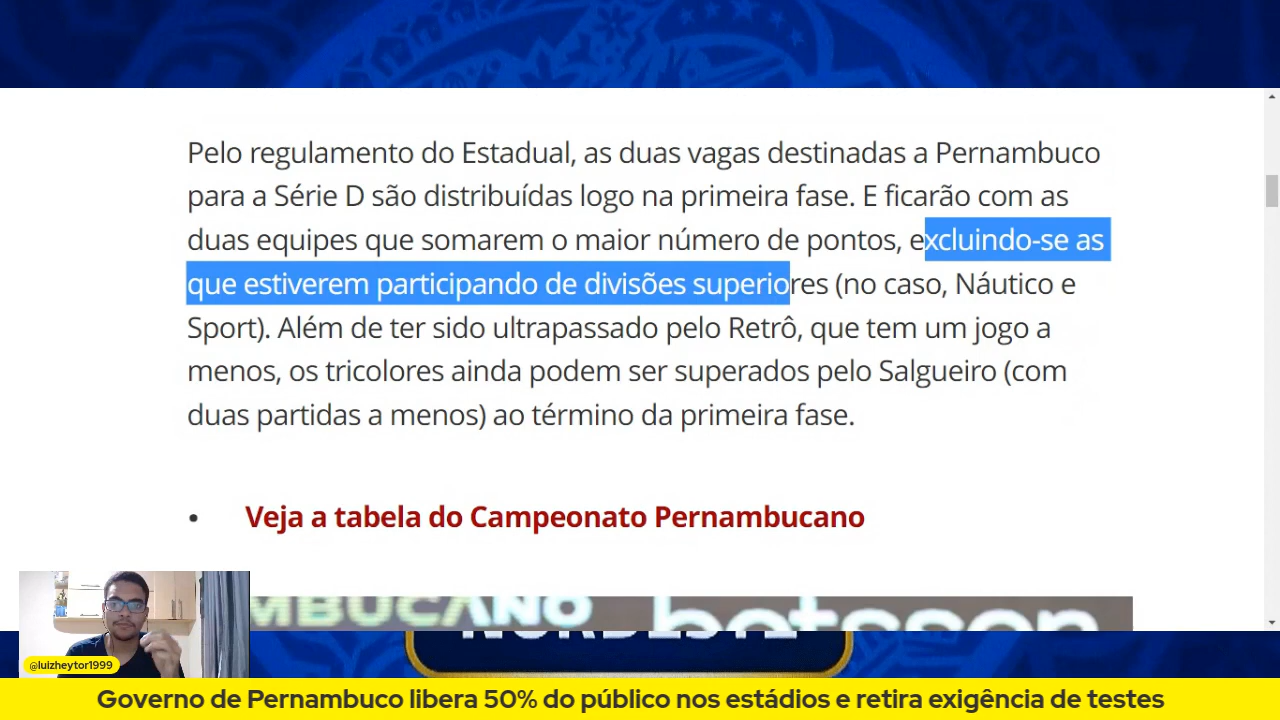 Pelo regulamento do Estadual, as duas vagas destinadas a Pernambuco
para a Série D são distribuídas logo na primeira fase. E ficarão com as
duas equipes que somarem o maior número de pontos, excluindo-se as
que estiverem participando de divisões superiores (no caso, Náutico e
Sport). Além de ter sido ultrapassado pelo Retrô, que tem um jogo a
menos, os tricolores ainda podem ser superados pelo Salgueiro (com
duas partidas a menos) ao término da primeira fase.
• Veja a tabela do Campeonato Pernambucano
MBUCANO betsson
NORDESTE
@luizheytor1999
Governo de Pernambuco libera 50% do público nos estádios e retira exigência de testes